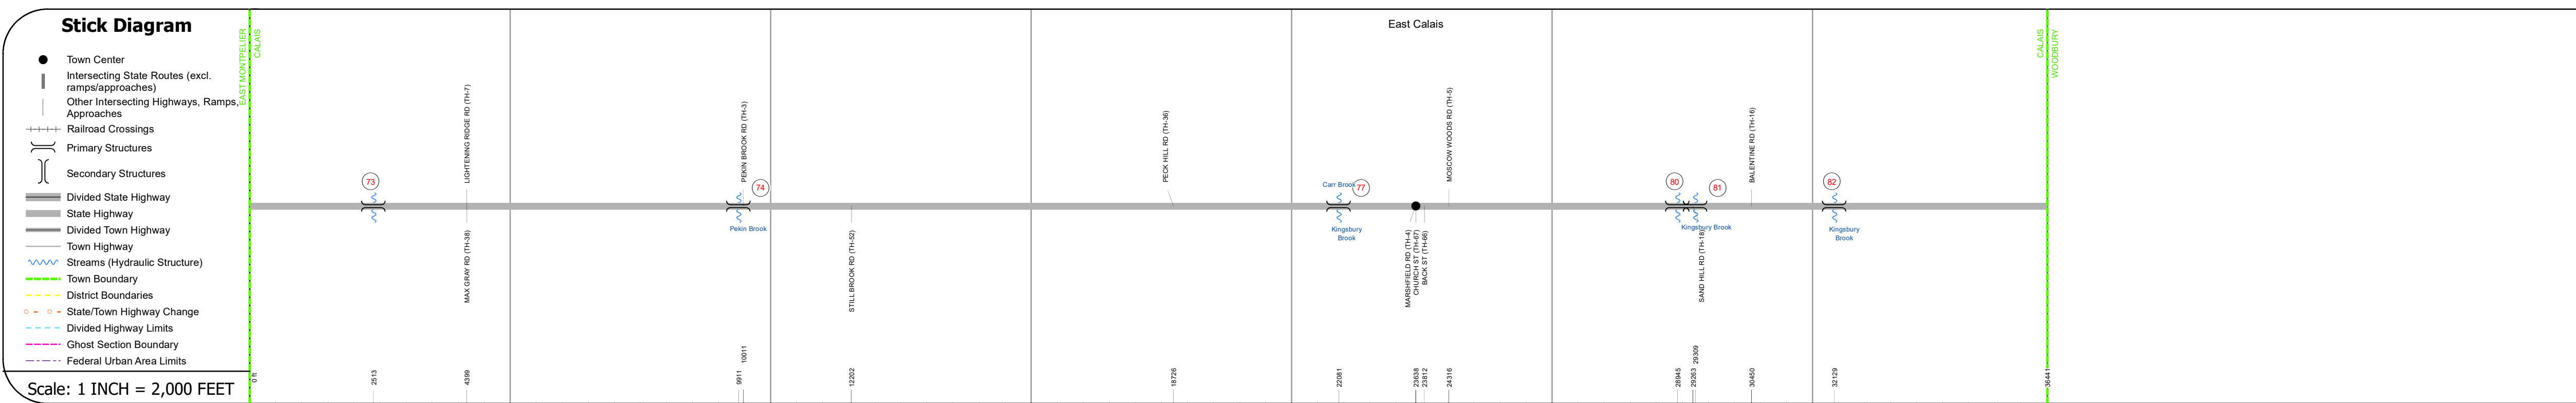 Stick Diagram
Town Center
Intersecting State Routes (excl.
ramps/approaches)
Other Intersecting Highways, Ramps,
Approaches
Railroad Crossings
Primary Structures
Secondary Structures
Divided State Highway
State Highway
Divided Town Highway
Town Highway
Streams (Hydraulic Structure)
Town Boundary
District Boundaries
State/Town Highway Change
Divided Highway Limits
Ghost Section Boundary
Federal Urban Area Limits
Scale: 1 INCH = 2,000 FEET
EAST MONTPELIER
CALAIS
East Calais
CALAIS
WOODBURY
LIGHTENING RIDGE RD (TH-7)
PEKIN BROOK RD (TH-3)
PECK HILL RD (TH-36)
MOSCOW WOODS RD (TH-5)
BALENTINE RD (TH-16)
73
74
Carr Brook
77
80
81
82
Pekin Brook
Kingsbury
Brook
Kingsbury Brook
Kingsbury
Brook
MAX GRAY RD (TH-38)
STILL BROOK RD (TH-52)
MARSHFIELD RD (TH-4)
CHURCH ST (TH-67)
BACK ST (TH-66)
SAND HILL RD (TH-18)
0 ft
2513
4399
9911
10011
12202
18726
22081
23638
23812
24316
28945
29263
29309
30450
32129
36441